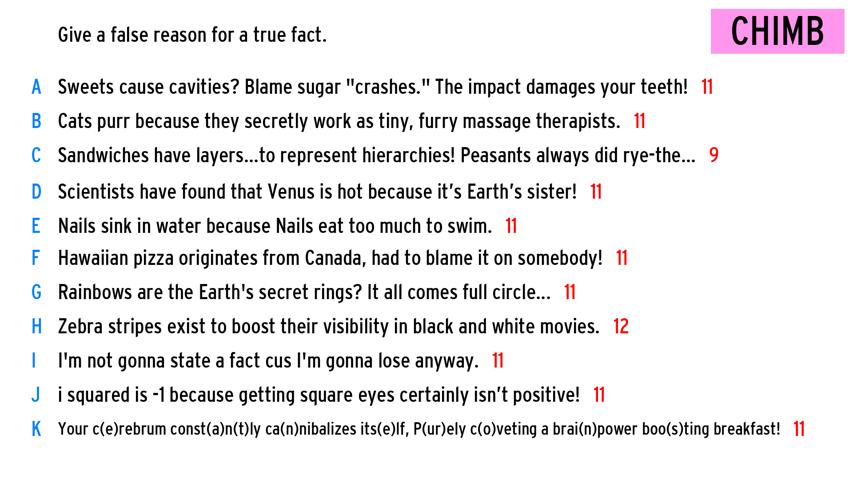 Give a false reason for a true fact.
CHIMB
A Sweets cause cavities? Blame sugar "crashes." The impact damages your teeth! 11
B Cats purr because they secretly work as tiny, furry massage therapists. 11
C Sandwiches have layers...to represent hierarchies! Peasants always did rye-the... 9
D Scientists have found that Venus is hot because it’s Earth’s sister! 11
E Nails sink in water because Nails eat too much to swim. 11
F Hawaiian pizza originates from Canada, had to blame it on somebody! 11
G Rainbows are the Earth's secret rings? It all comes full circle... 11
H Zebra stripes exist to boost their visibility in black and white movies. 12
I I'm not gonna state a fact cus I'm gonna lose anyway. 11
J i squared is -1 because getting square eyes certainly isn’t positive! 11
K Your c(e)rebrum const(a)n(t)ly ca(n)nibalizes its(e)lf, P(ur)ely c(o)veting a brai(n)power boo(s)ting breakfast! 11